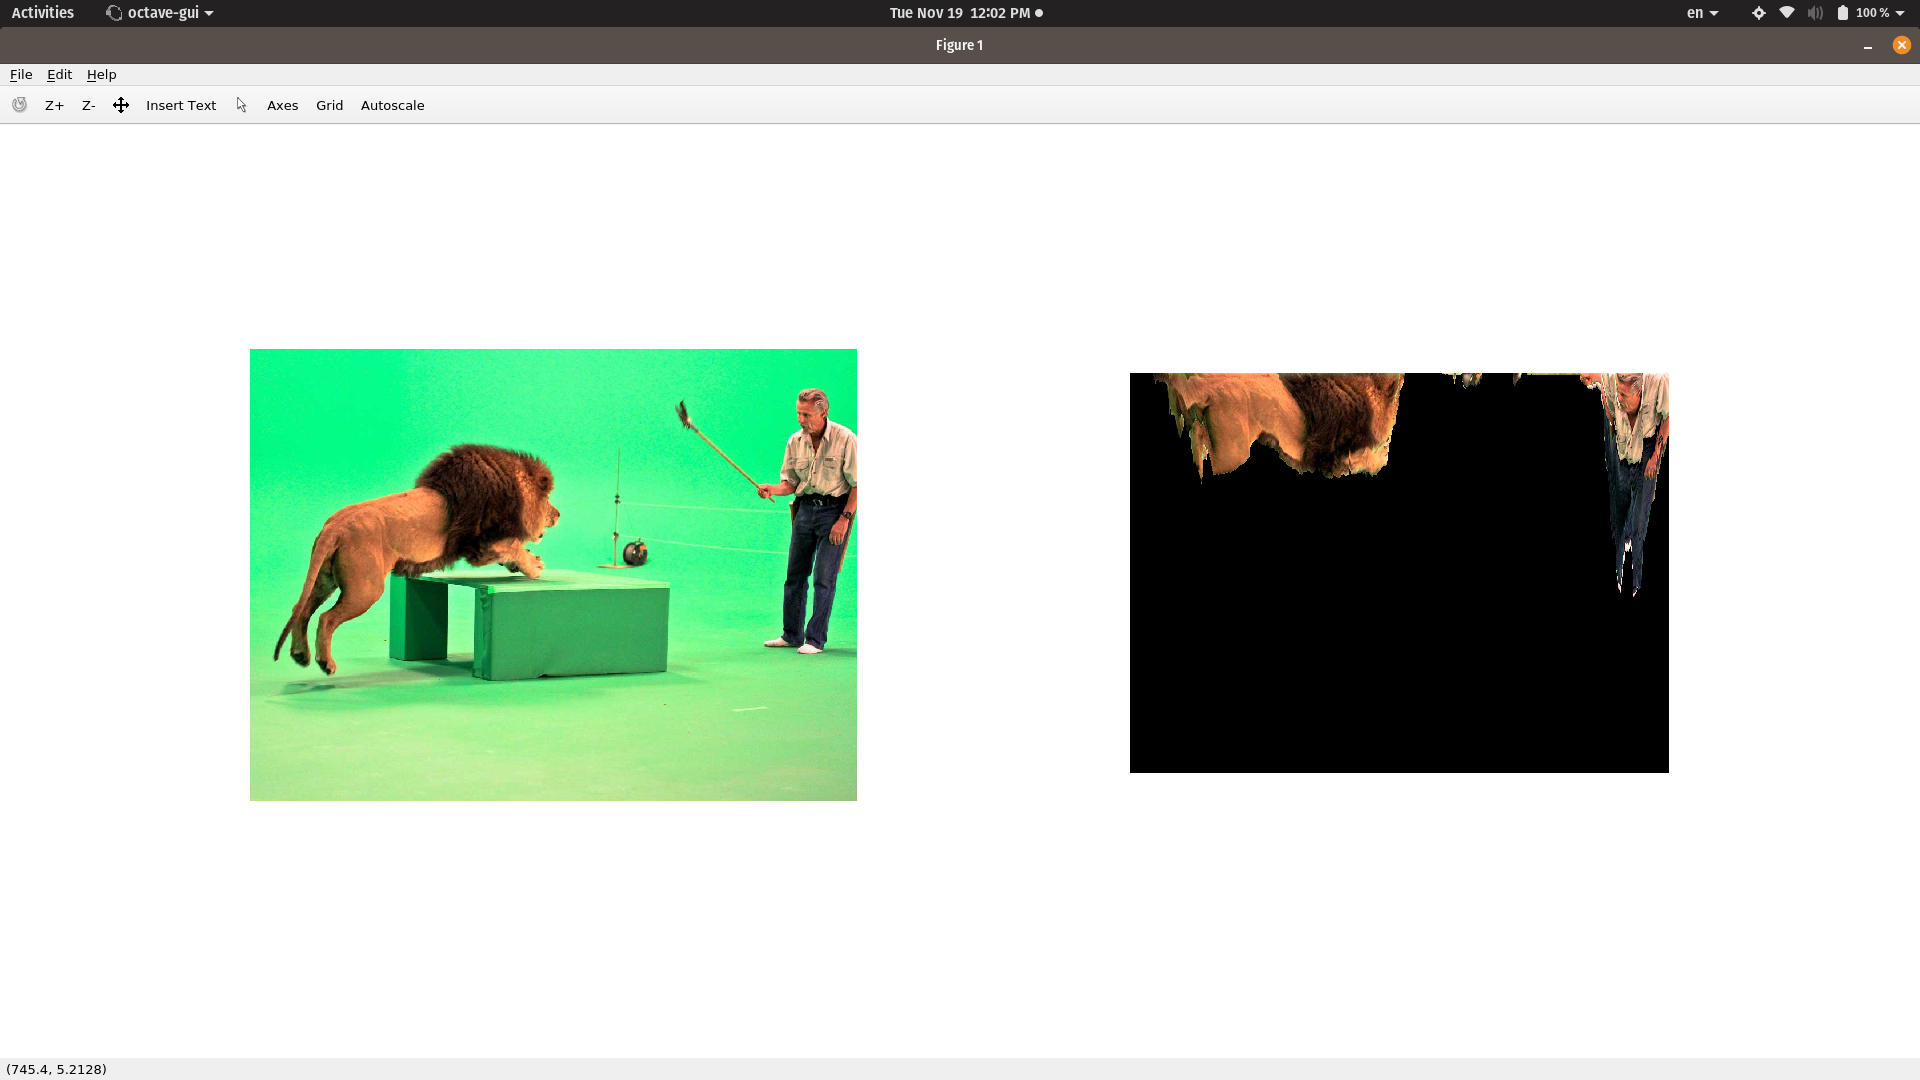 Activities octave-gui Tue Nov 19 12:02 PM en 100 %
Figure 1
File Edit Help
Z+ Z- Insert Text Axes Grid Autoscale
(745.4, 5.2128)